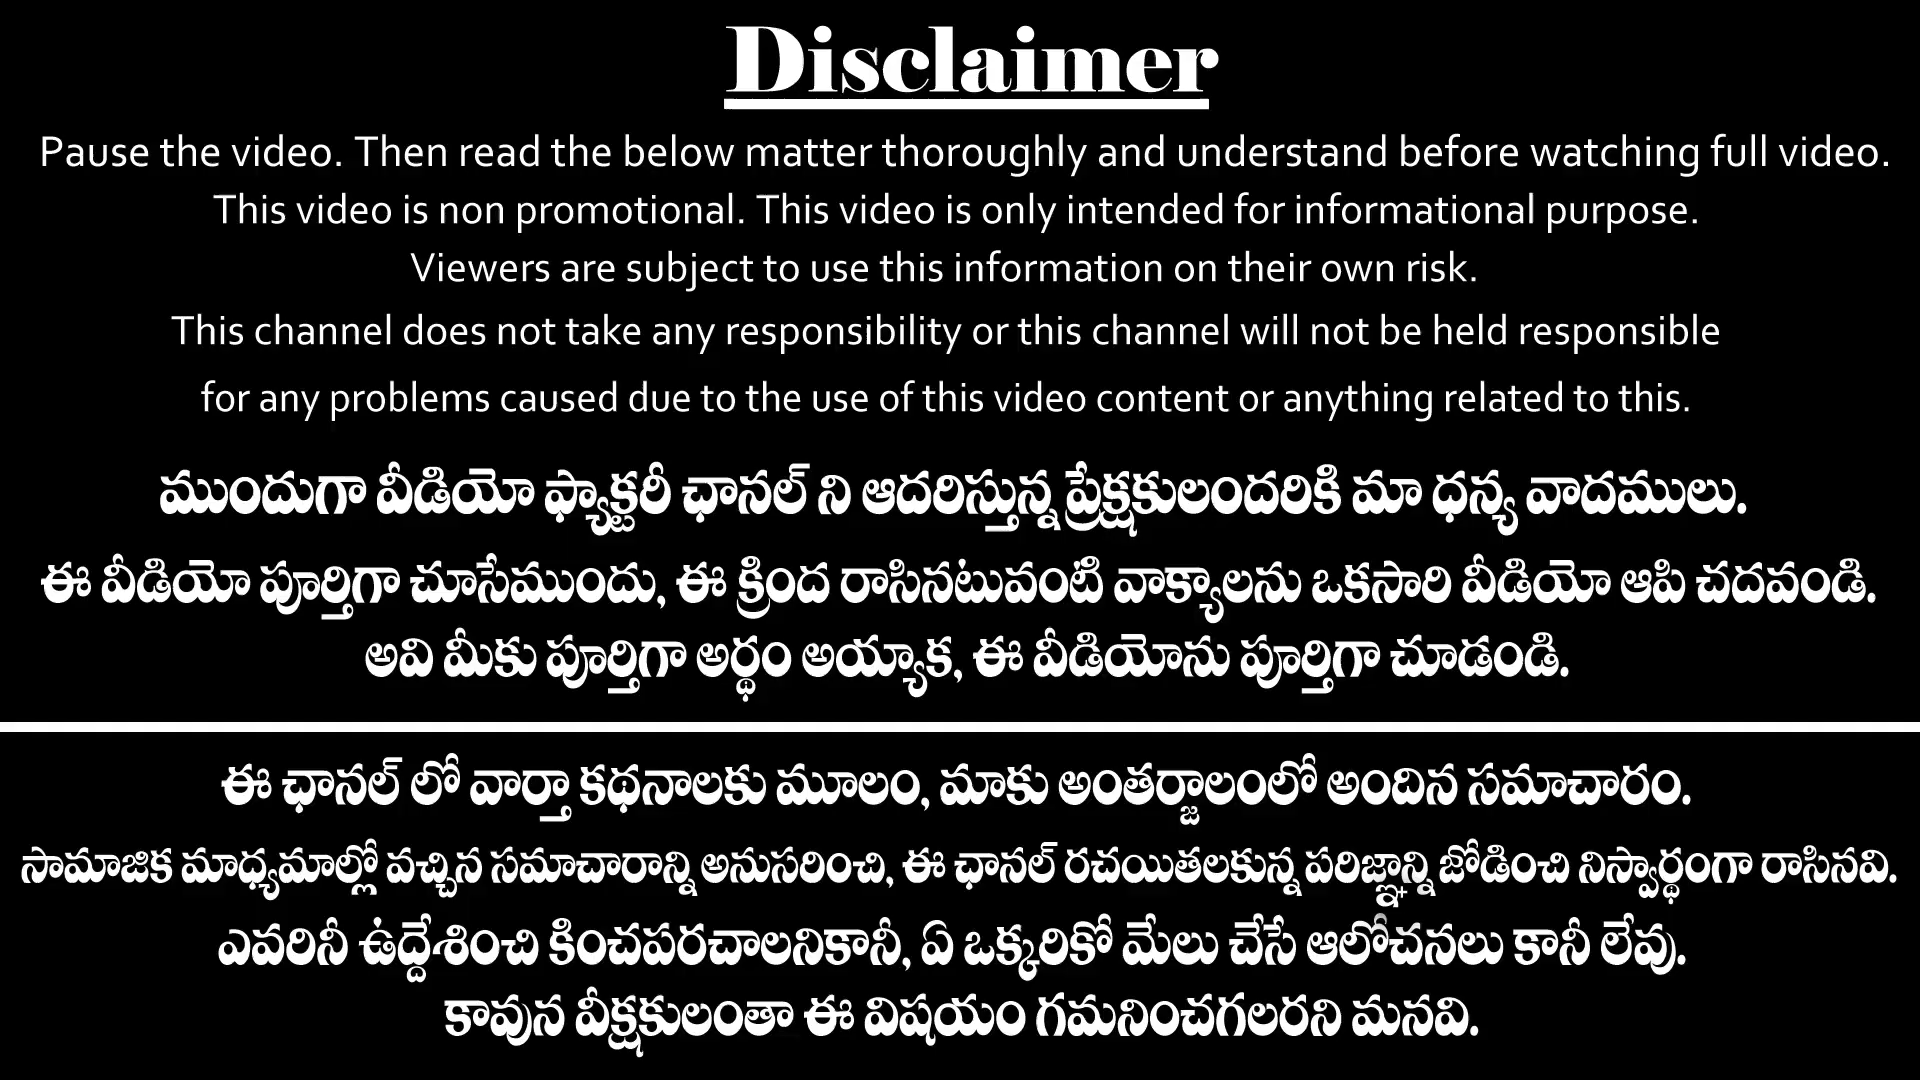 Disclaimer
Pause the video. Then read the below matter thoroughly and understand before watching full video.
This video is non promotional. This video is only intended for informational purpose.
Viewers are subject to use this information on their own risk.
This channel does not take any responsibility or this channel will not be held responsible
for any problems caused due to the use of this video content or anything related to this.
ముందుగా వీడియో ఫ్యాక్టరీ ఛానల్ ని ఆదరిస్తున్న ప్రేక్షకులందరికి మా ధన్య వాదములు.
ఈ వీడియో పూర్తిగా చూసేముందు, ఈ క్రింద రాసినటువంటి వాక్యాలను ఒకసారి వీడియో ఆపి చదవండి.
అవి మీకు పూర్తిగా అర్థం అయ్యాక, ఈ వీడియోను పూర్తిగా చూడండి.
ఈ ఛానల్ లో వార్తా కథనాలకు మూలం, మాకు అంతర్జాలంలో అందిన సమాచారం.
సామాజిక మాధ్యమాల్లో వచ్చిన సమాచారాన్ని అనుసరించి, ఈ ఛానల్ రచయితలకున్న పరిజ్ఞాన్ని జోడించి నిస్వార్థంగా రాసినవి.
ఎవరినీ ఉద్దేశించి కించపరచాలనికానీ, ఏ ఒక్కరికో మేలు చేసే ఆలోచనలు కానీ లేవు.
కావున వీక్షకులంతా ఈ విషయం గమనించగలరని మనవి.